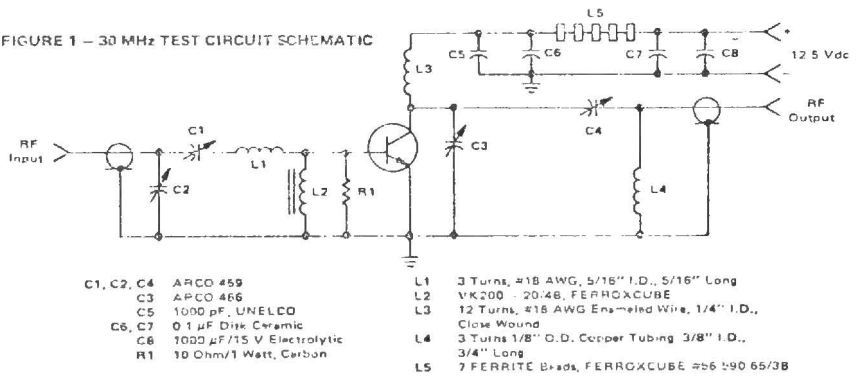 FIGURE 1 – 30 MHz TEST CIRCUIT SCHEMATIC
L5
C5
C6
C7
C8
+
12.5 Vdc
–
L3
RF Input
C1
C2
L1
L2
R1
C3
C4
L4
RF Output
C1, C2, C4 ARCO 469
C3 ARCO 466
C5 1000 pF, UNELCO
C6, C7 0.1 µF Disk Ceramic
C8 1000 µF/15 V Electrolytic
R1 10 Ohm/1 Watt, Carbon
L1 3 Turns, #18 AWG, 5/16" I.D., 5/16" Long
L2 VK200 - 20/4B, FERROXCUBE
L3 12 Turns, #18 AWG Enameled Wire, 1/4" I.D.,
Close Wound
L4 3 Turns 1/8" O.D. Copper Tubing 3/8" I.D.,
3/4" Long
L5 7 FERRITE Beads, FERROXCUBE #56 590 65/3B